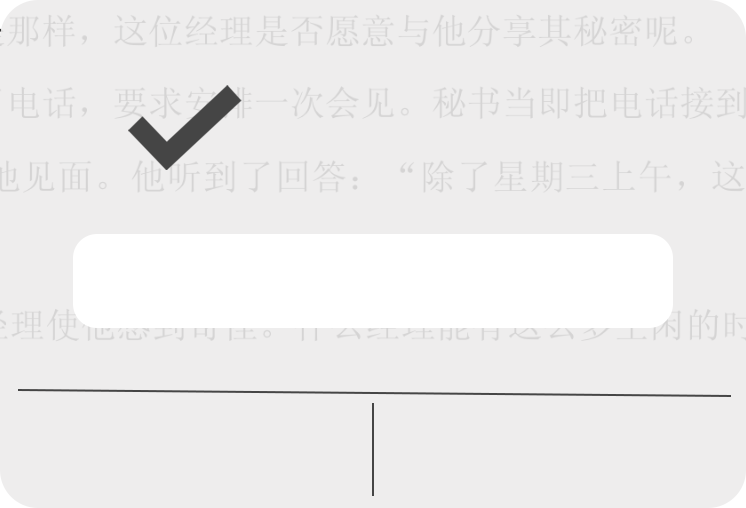 那样，这位经理是否愿意与他分享其秘密呢。
电话，要求安排一次会见。秘书当即把电话接到
他见面。他听到了回答：“除了星期三上午，这
经理使他感到奇怪。什么经理能有这么多空闲的时